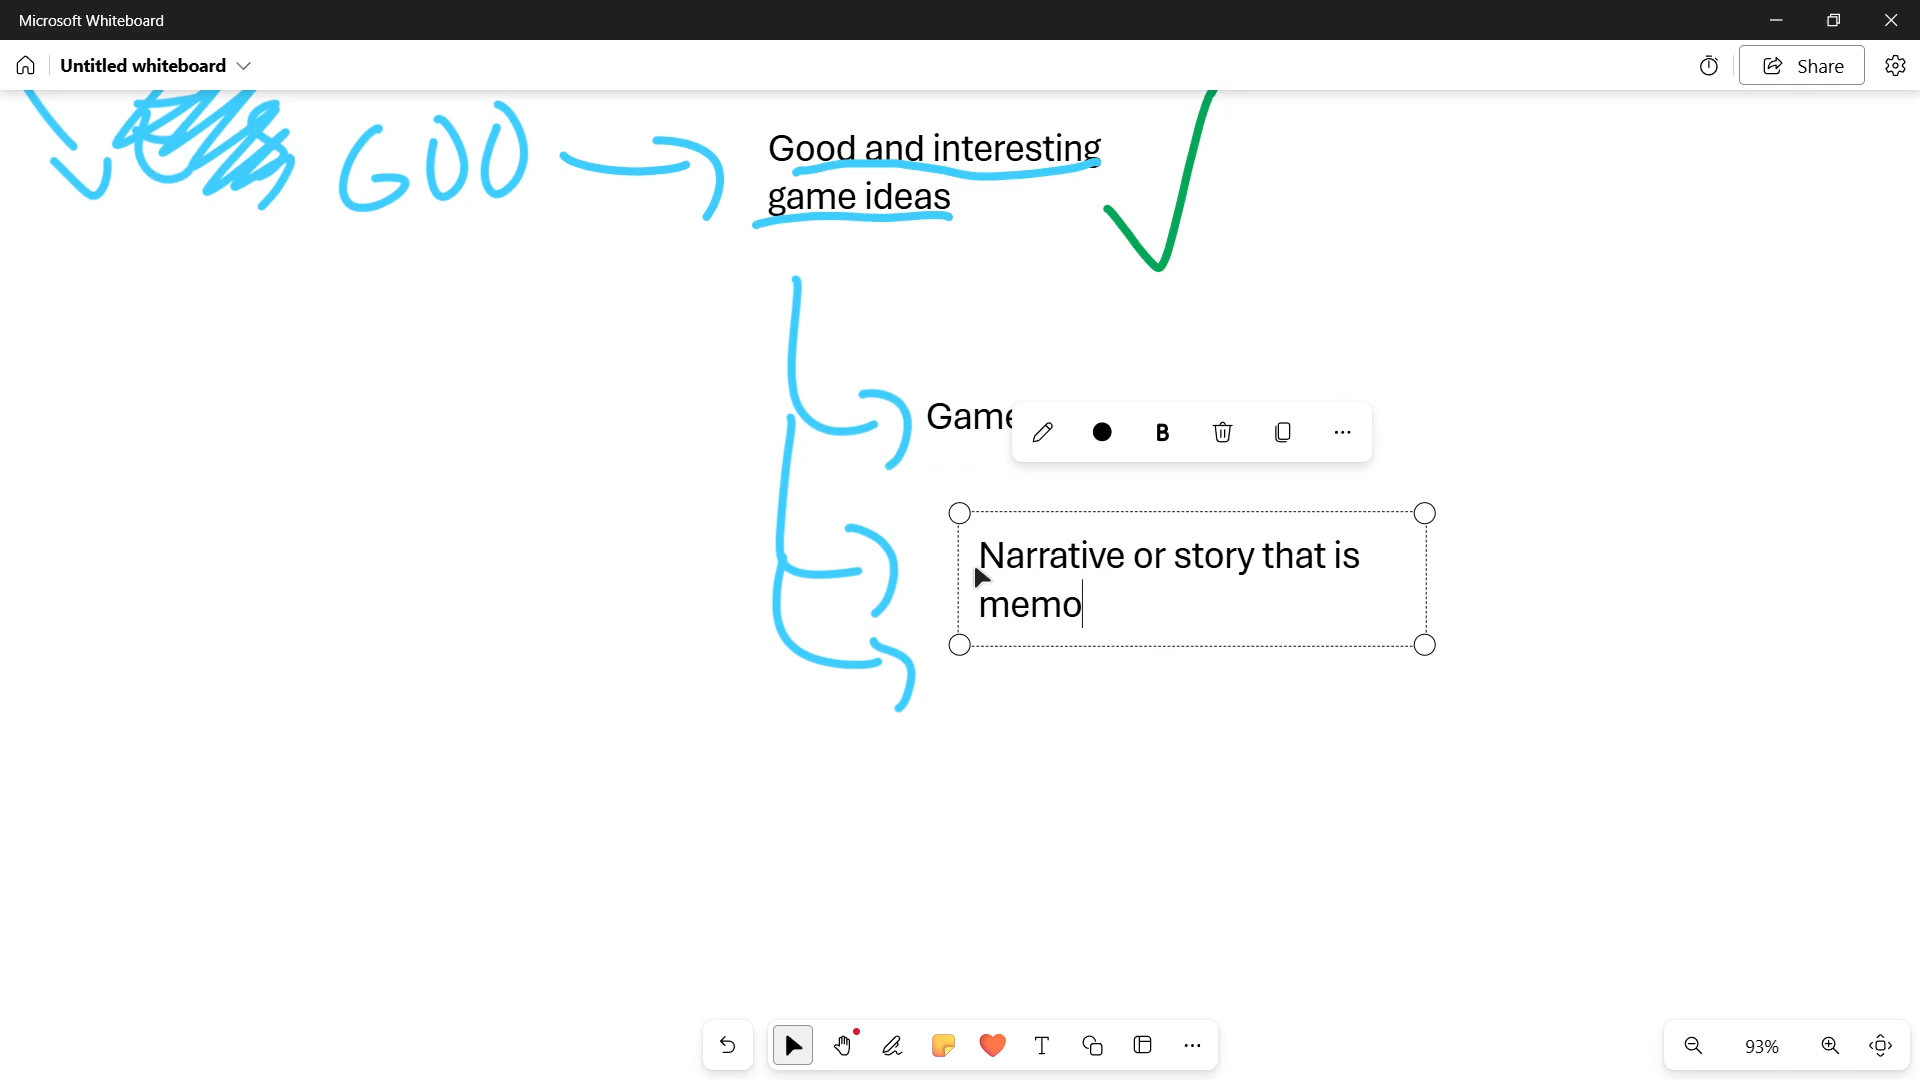 Microsoft Whiteboard
Untitled whiteboard
Share
GOO
Good and interesting
game ideas
Game
B
Narrative or story that is
memo
T
93%